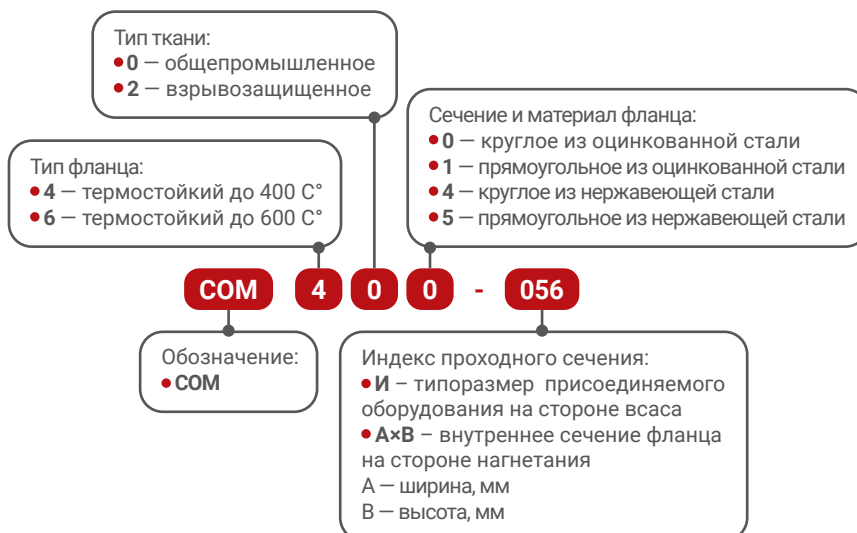 Тип ткани:
• 0 — общепромышленное
• 2 — взрывозащищенное
Сечение и материал фланца:
• 0 — круглое из оцинкованной стали
• 1 — прямоугольное из оцинкованной стали
• 4 — круглое из нержавеющей стали
• 5 — прямоугольное из нержавеющей стали
Тип фланца:
• 4 — термостойкий до 400 С°
• 6 — термостойкий до 600 С°
СОМ 4 0 0 - 056
Обозначение:
• СОМ
Индекс проходного сечения:
• И – типоразмер присоединяемого
оборудования на стороне всаса
• А×В – внутреннее сечение фланца
на стороне нагнетания
А — ширина, мм
В — высота, мм